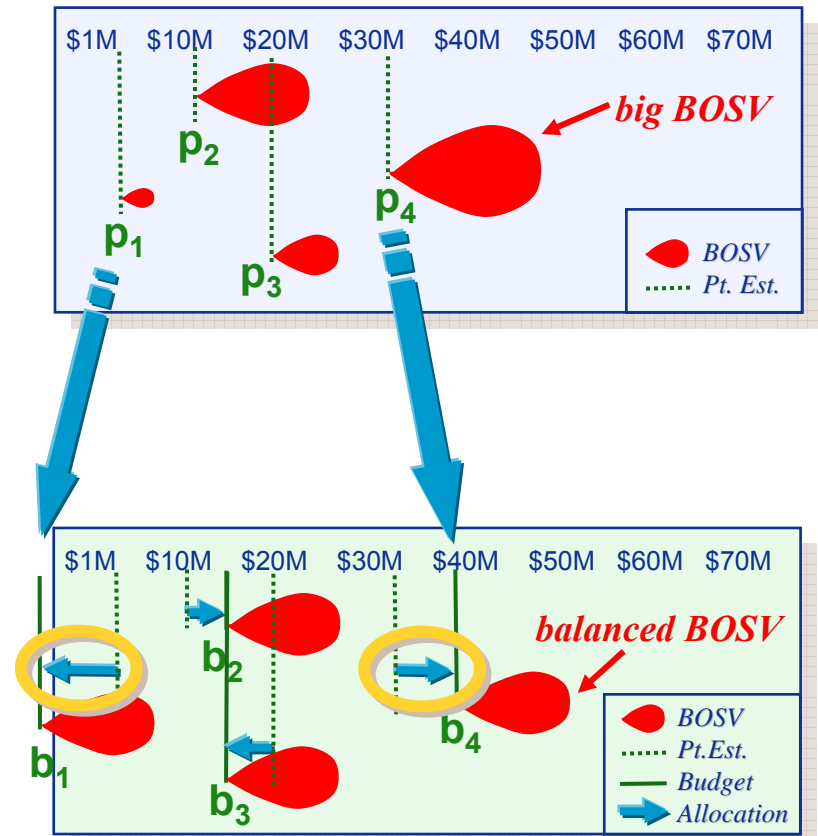 $1M $10M $20M $30M $40M $50M $60M $70M
big BOSV
p2
p1
p4
p3
BOSV
Pt. Est.
$1M $10M $20M $30M $40M $50M $60M $70M
balanced BOSV
b2
b1
b4
b3
BOSV
Pt.Est.
Budget
Allocation